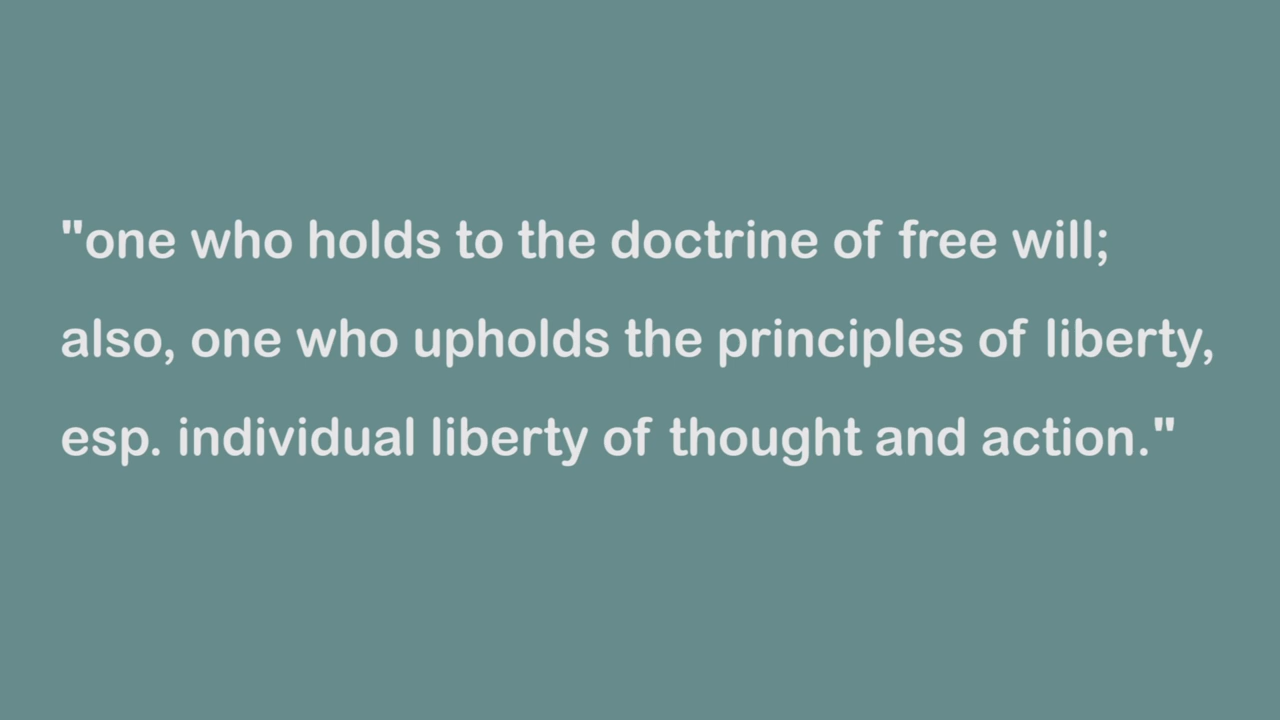 "one who holds to the doctrine of free will;
also, one who upholds the principles of liberty,
esp. individual liberty of thought and action."